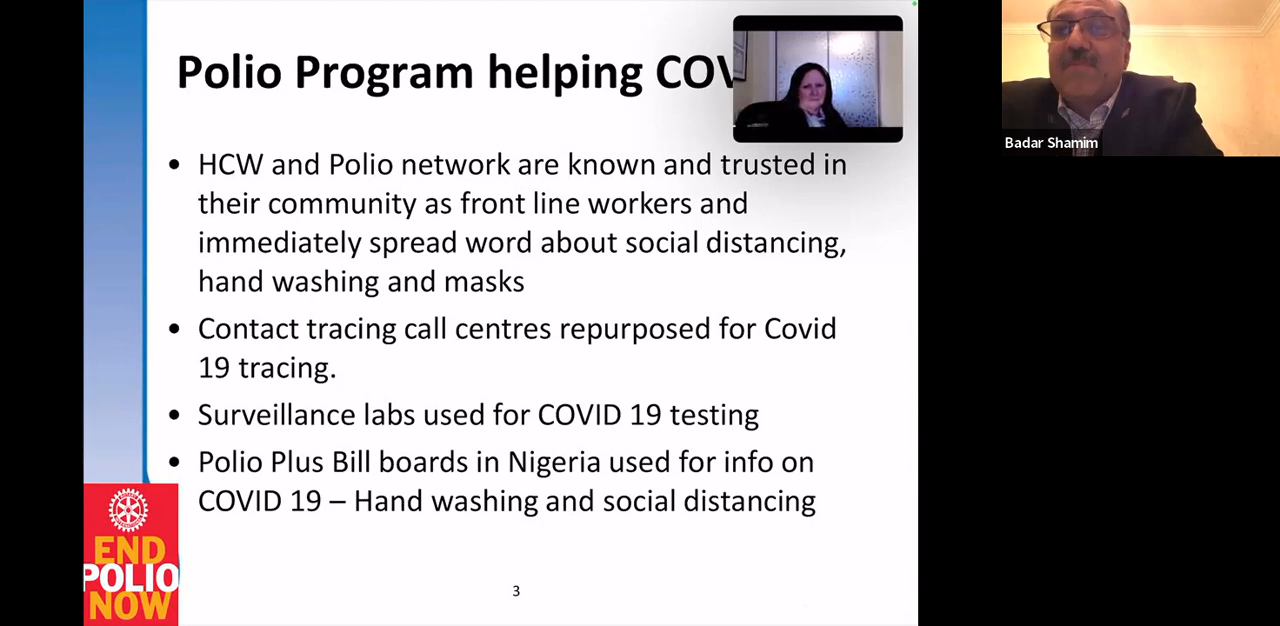 Polio Program helping COV
• HCW and Polio network are known and trusted in
their community as front line workers and
immediately spread word about social distancing,
hand washing and masks
• Contact tracing call centres repurposed for Covid
19 tracing.
• Surveillance labs used for COVID 19 testing
• Polio Plus Bill boards in Nigeria used for info on
COVID 19 – Hand washing and social distancing
END
POLIO
NOW
3
Badar Shamim